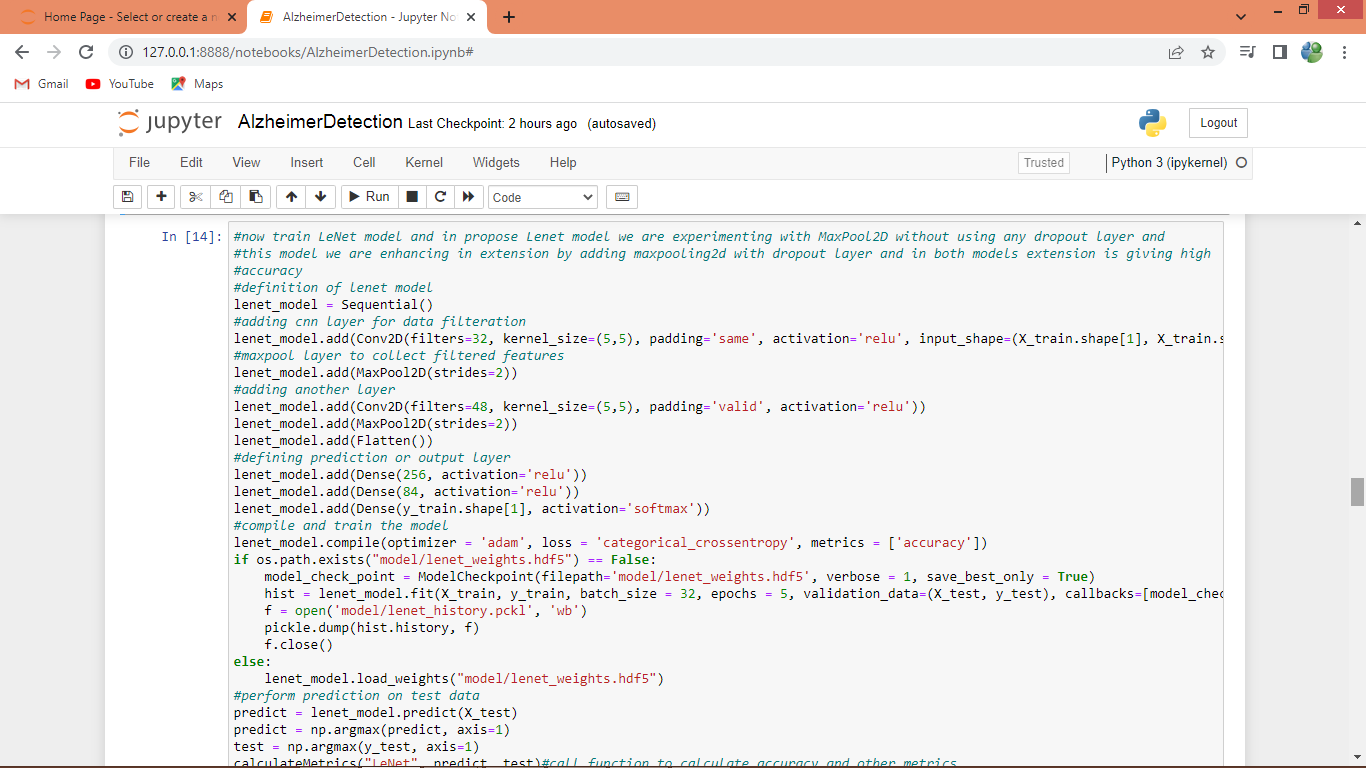 Home Page - Select or create a n
AlzheimerDetection - Jupyter No
127.0.0.1:8888/notebooks/AlzheimerDetection.ipynb#
Gmail
YouTube
Maps
jupyter AlzheimerDetection Last Checkpoint: 2 hours ago (autosaved)
Logout
File Edit View Insert Cell Kernel Widgets Help
Trusted
Python 3 (ipykernel)
Run
Code
In [14]:
#now train LeNet model and in propose Lenet model we are experimenting with MaxPool2D without using any dropout layer and
#this model we are enhancing in extension by adding maxpooling2d with dropout layer and in both models extension is giving high
#accuracy
#definition of lenet model
lenet_model = Sequential()
#adding cnn layer for data filteration
lenet_model.add(Conv2D(filters=32, kernel_size=(5,5), padding='same', activation='relu', input_shape=(X_train.shape[1], X_train.s
#maxpool layer to collect filtered features
lenet_model.add(MaxPool2D(strides=2))
#adding another layer
lenet_model.add(Conv2D(filters=48, kernel_size=(5,5), padding='valid', activation='relu'))
lenet_model.add(MaxPool2D(strides=2))
lenet_model.add(Flatten())
#defining prediction or output layer
lenet_model.add(Dense(256, activation='relu'))
lenet_model.add(Dense(84, activation='relu'))
lenet_model.add(Dense(y_train.shape[1], activation='softmax'))
#compile and train the model
lenet_model.compile(optimizer = 'adam', loss = 'categorical_crossentropy', metrics = ['accuracy'])
if os.path.exists("model/lenet_weights.hdf5") == False:
    model_check_point = ModelCheckpoint(filepath='model/lenet_weights.hdf5', verbose = 1, save_best_only = True)
    hist = lenet_model.fit(X_train, y_train, batch_size = 32, epochs = 5, validation_data=(X_test, y_test), callbacks=[model_chec
    f = open('model/lenet_history.pckl', 'wb')
    pickle.dump(hist.history, f)
    f.close()
else:
    lenet_model.load_weights("model/lenet_weights.hdf5")
#perform prediction on test data
predict = lenet_model.predict(X_test)
predict = np.argmax(predict, axis=1)
test = np.argmax(y_test, axis=1)
calculateMetrics("LeNet", predict, test)#call function to calculate accuracy and other metrics